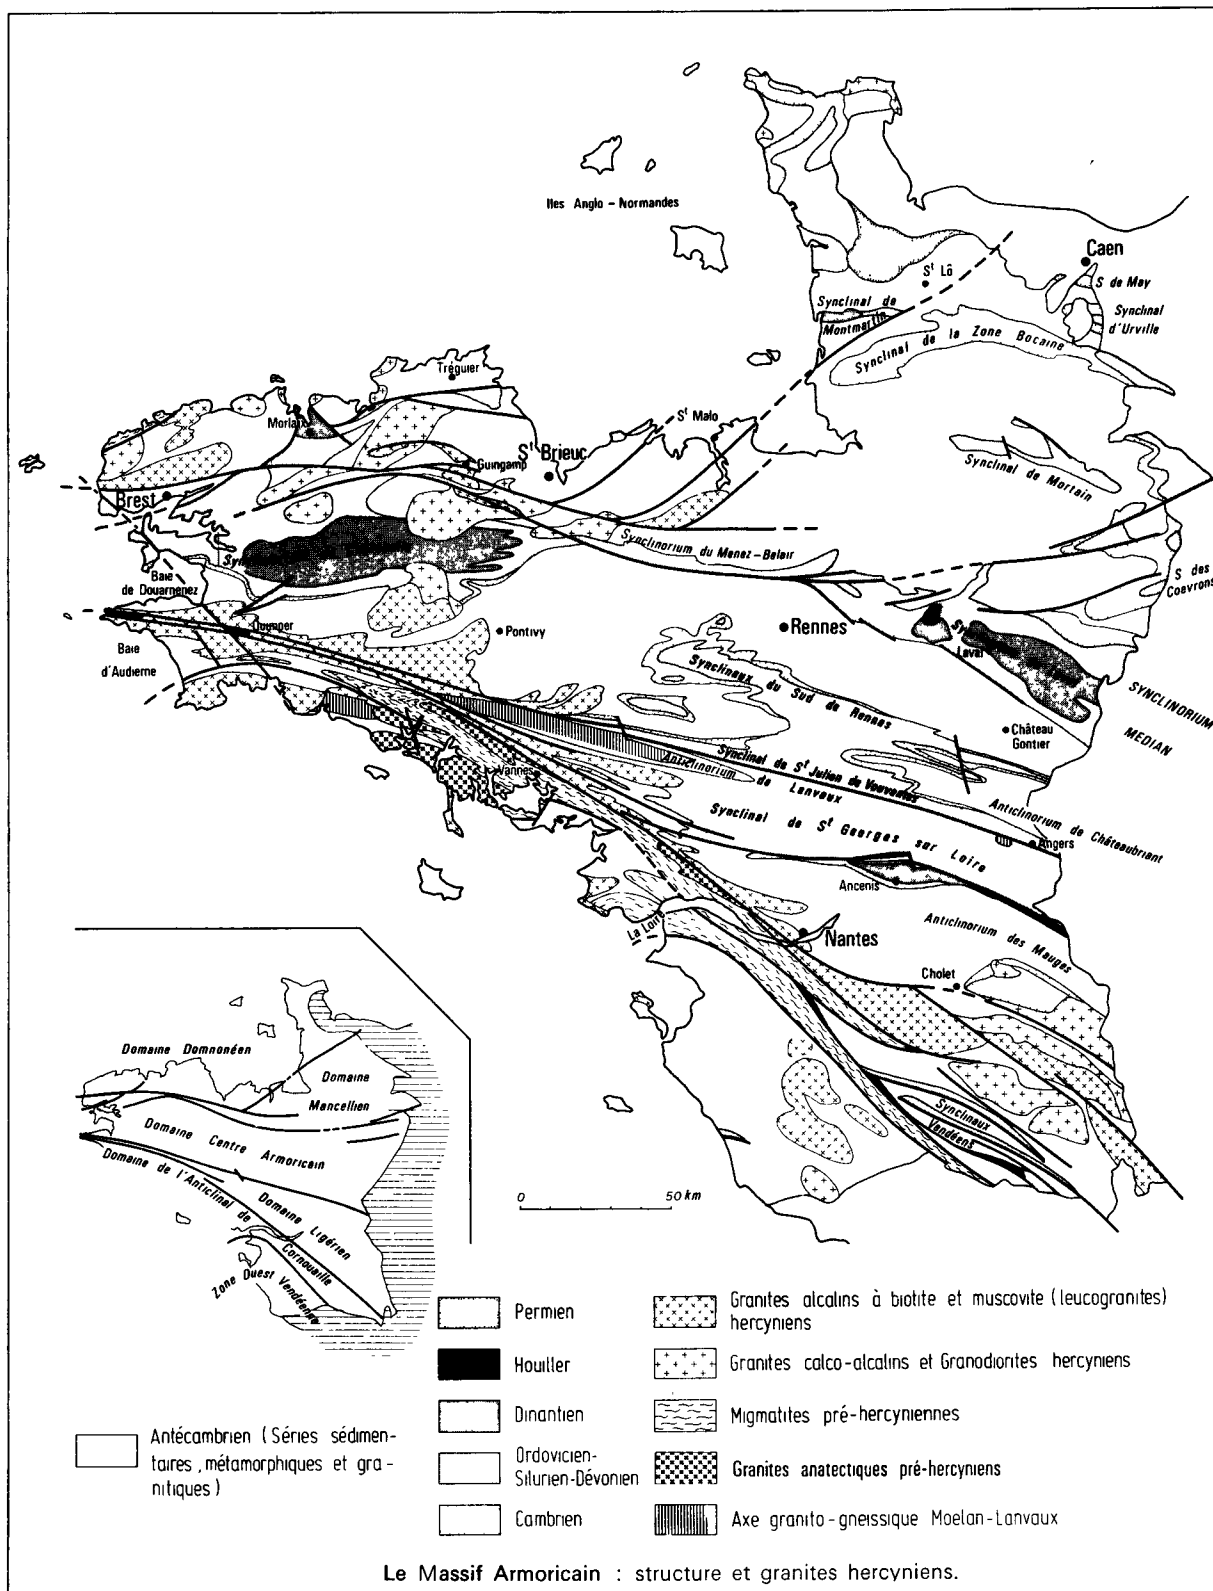 Iles Anglo - Normandes
Caen
S de May
St Lô
Synclinal
d'Urville
Synclinal de
Montmartin
Synclinal de la Zone Bocaine
Tréguier
Morlaix
St Malo
St Brieuc
Guingamp
Synclinal de Mortain
Brest
Synclinorium du Menez-Belair
S des
Coevrons
Baie
de Douarnenez
Quimper
Pontivy
Rennes
Laval
Baie
d'Audierne
Synclinaux du Sud de Rennes
SYNCLINORIUM
MEDIAN
Château
Gontier
Synclinal de St Julien de Vouvantes
Anticlinorium de Lanvaux
Vannes
Anticlinorium de Châteaubriant
Synclinal de St Georges sur Loire
Angers
Ancenis
La Loire
Nantes
Anticlinorium des Mauges
Cholet
Synclinaux
Vendéens
Domaine Domnonéen
Domaine
Mancellien
Domaine Centre Armoricain
Domaine de l'Anticlinal de
Cornouaille
Domaine Ligérien
Zone Ouest Vendéenne
0 50 km
Permien
Houiller
Dinantien
Ordovicien-
Silurien-Dévonien
Cambrien
Antécambrien (Séries sédimen-
taires, métamorphiques et gra-
nitiques)
Granites alcalins à biotite et muscovite (leucogranites)
hercyniens
Granites calco-alcalins et Granodiorites hercyniens
Migmatites pré-hercyniennes
Granites anatectiques pré-hercyniens
Axe granito-gneissique Moelan-Lanvaux
Le Massif Armoricain : structure et granites hercyniens.